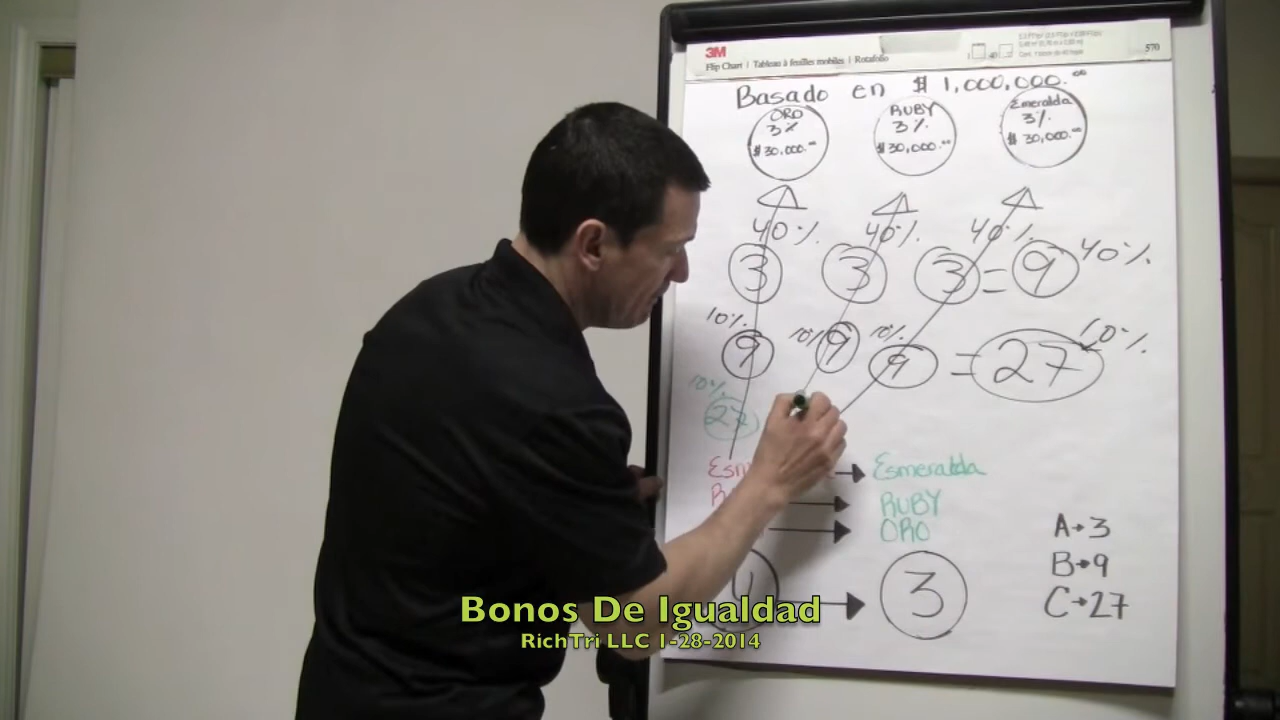 3M
Flip Chart | Tableau à feuilles mobiles | Rotafolio
570
Basado en $ 1,000,000.00
ORO RUBY Esmeralda
3% 3% 3%
$30,000.00 $30,000.00 $30,000.00
40% 40% 40% 40%
3 3 3 = 9
10% 10% 10% 10%
9 9 9 = 27
10%
27
Esmeralda
RUBY
ORO
3
A→3
B→9
C→27
Bonos De Igualdad
RichTri LLC 1-28-2014